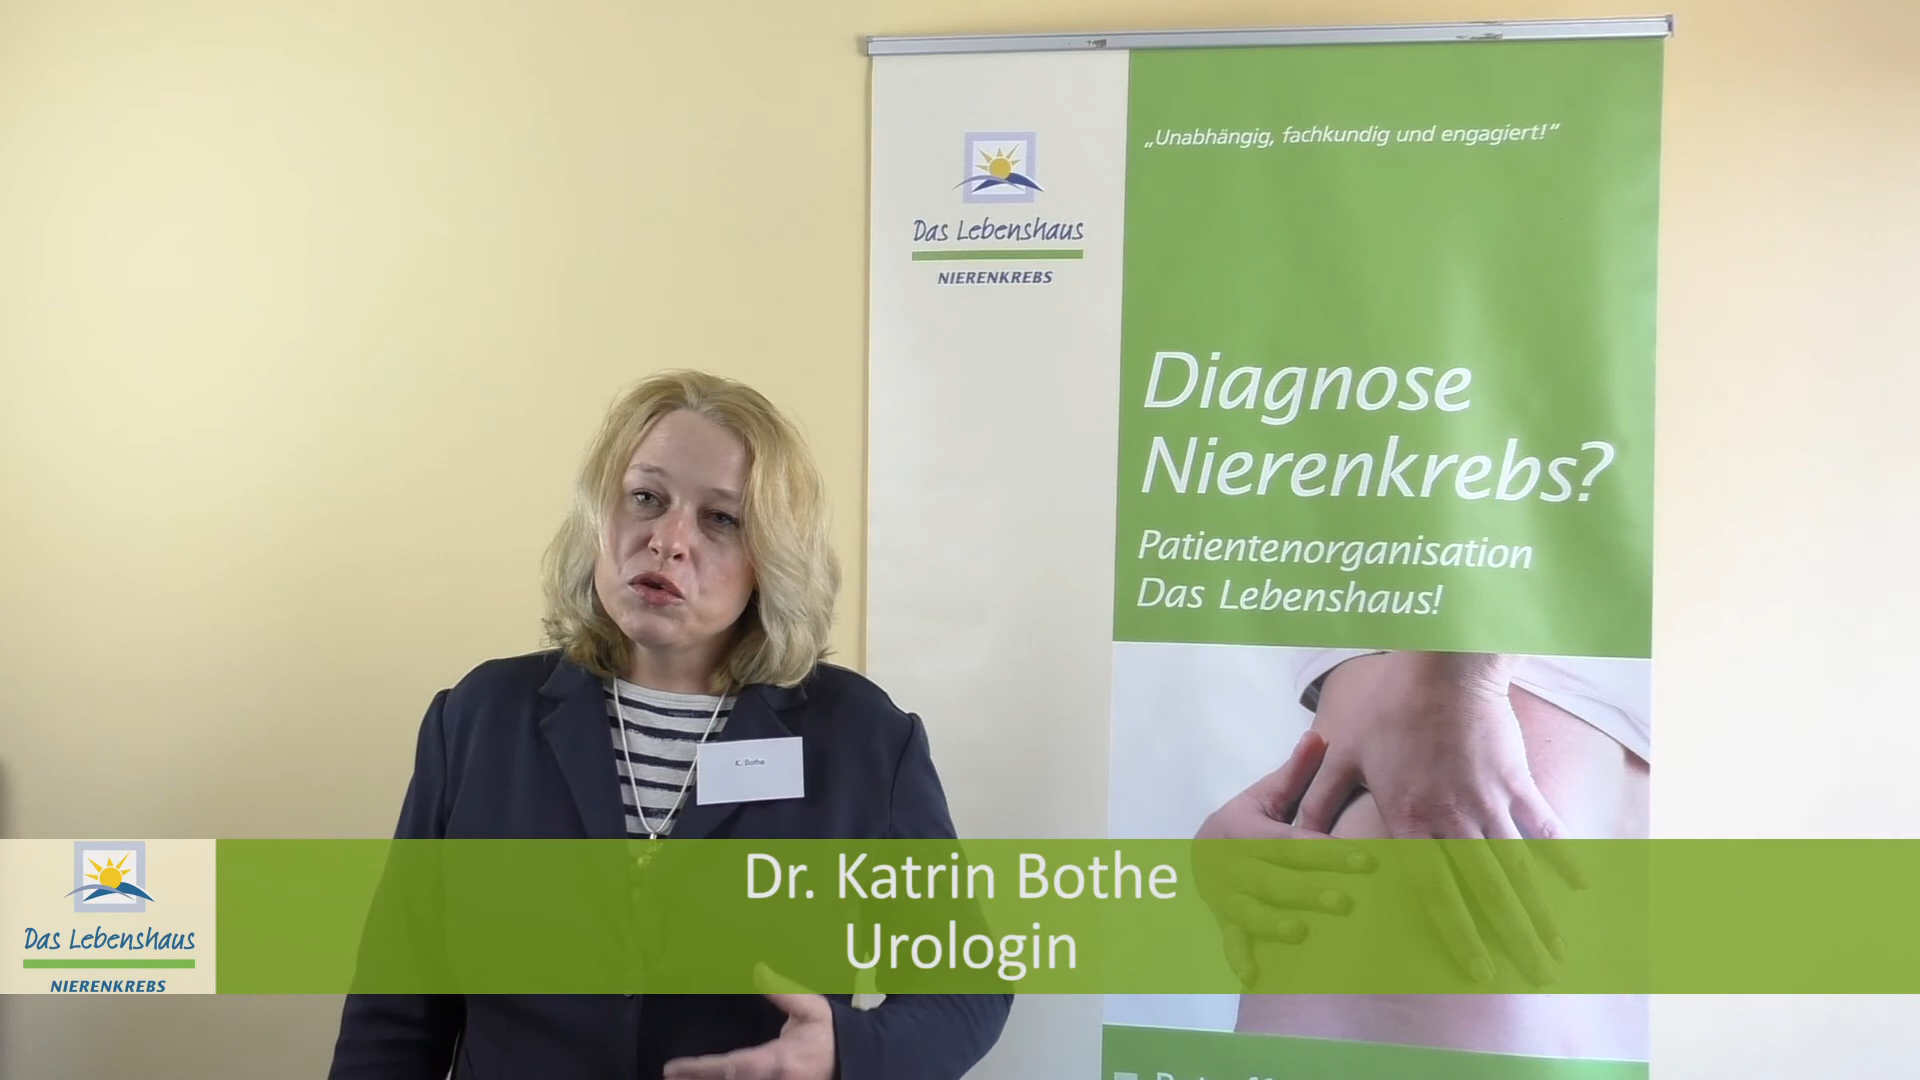 „Unabhängig, fachkundig und engagiert!“
Das Lebenshaus
NIERENKREBS
Diagnose
Nierenkrebs?
Patientenorganisation
Das Lebenshaus!
K. Bothe
Dr. Katrin Bothe
Urologin
Das Lebenshaus
NIERENKREBS